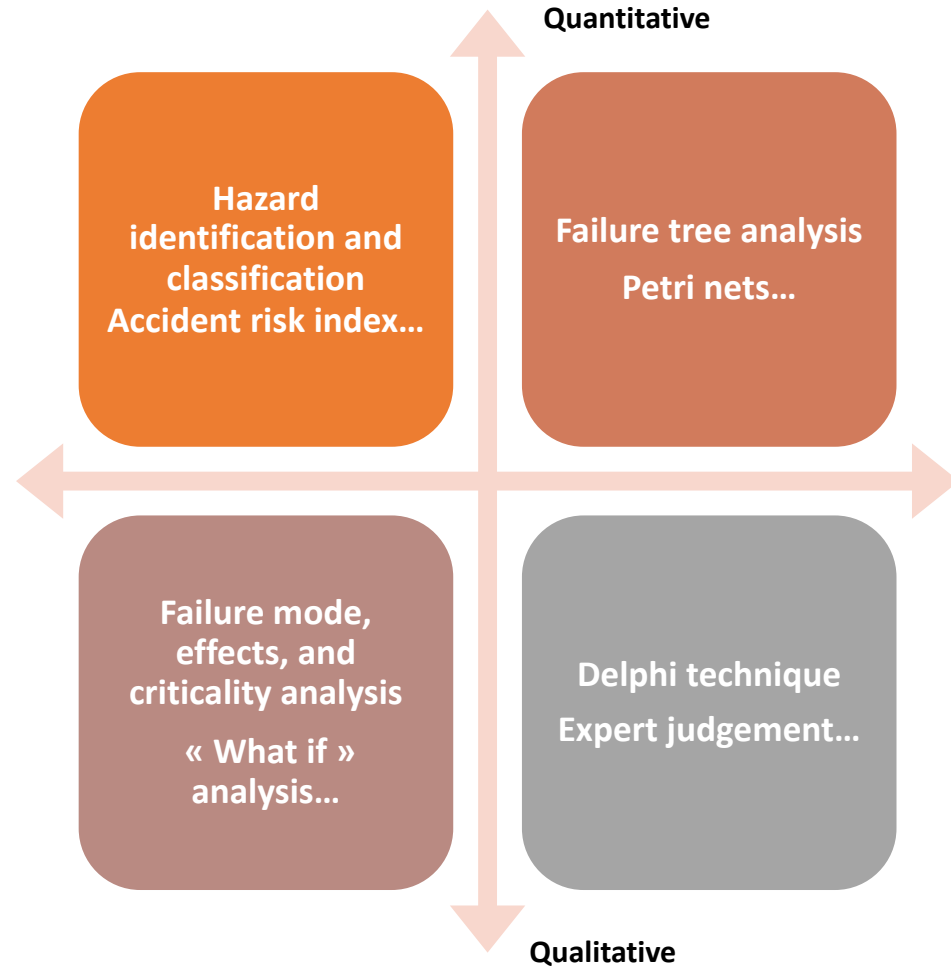 Quantitative
Hazard
identification and
classification
Accident risk index…
Failure tree analysis
Petri nets…
Failure mode,
effects, and
criticality analysis
« What if »
analysis…
Delphi technique
Expert judgement…
Qualitative